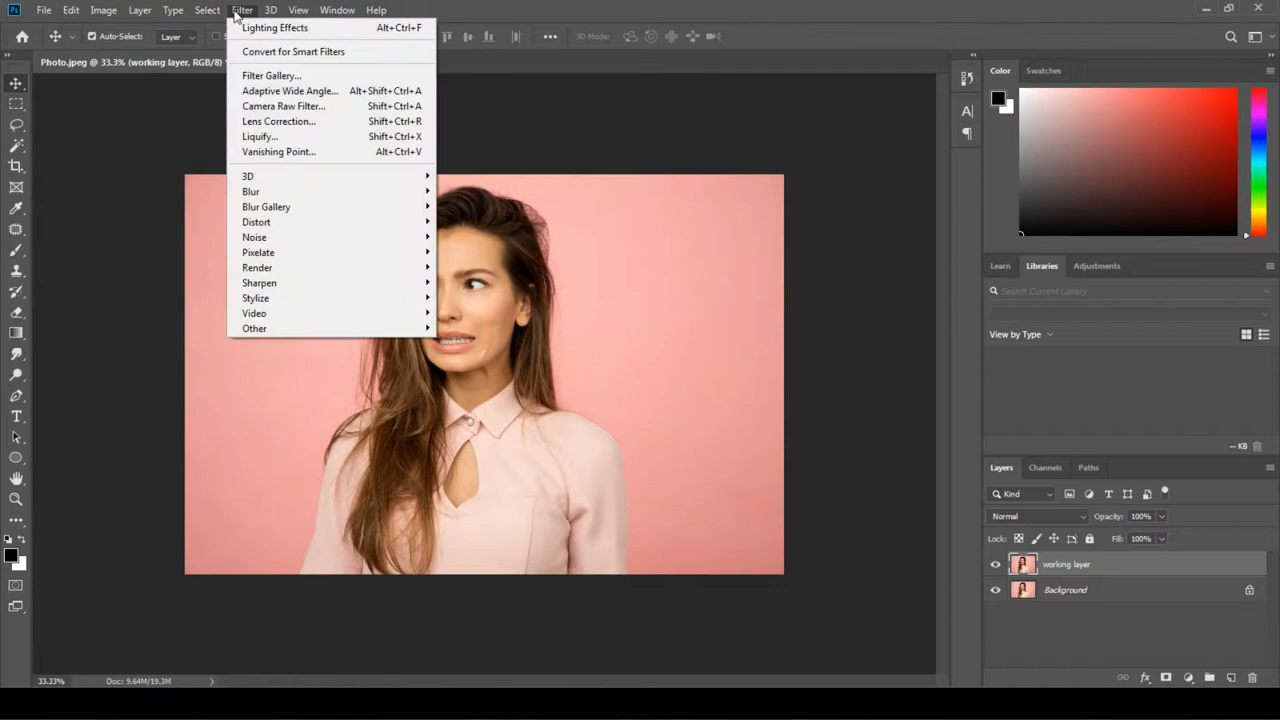 Ps File Edit Image Layer Type Select Filter 3D View Window Help
Auto-Select: Layer 3D Mode:
Photo.jpeg @ 33.3% (working layer, RGB/8)
Lighting Effects Alt+Ctrl+F
Convert for Smart Filters
Filter Gallery...
Adaptive Wide Angle... Alt+Shift+Ctrl+A
Camera Raw Filter... Shift+Ctrl+A
Lens Correction... Shift+Ctrl+R
Liquify... Shift+Ctrl+X
Vanishing Point... Alt+Ctrl+V
3D
Blur
Blur Gallery
Distort
Noise
Pixelate
Render
Sharpen
Stylize
Video
Other
Color Swatches
Learn Libraries Adjustments
Search Current Library
View by Type
-- KB
Layers Channels Paths
Kind
Normal Opacity: 100%
Lock: Fill: 100%
working layer
Background
33.33% Doc: 9.64M/19.3M